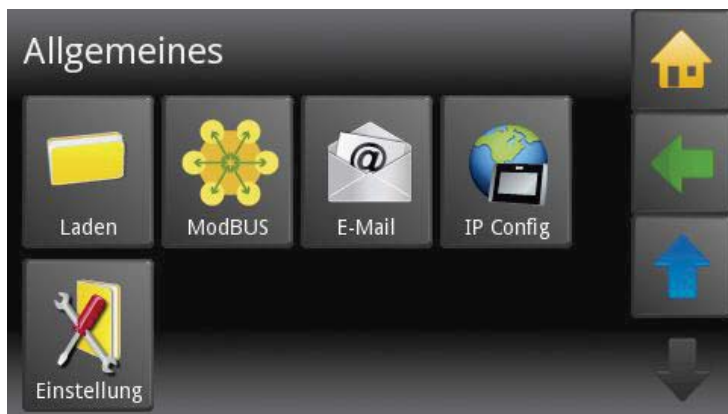 Allgemeines
Laden
ModBUS
@
E-Mail
IP Config
Einstellung